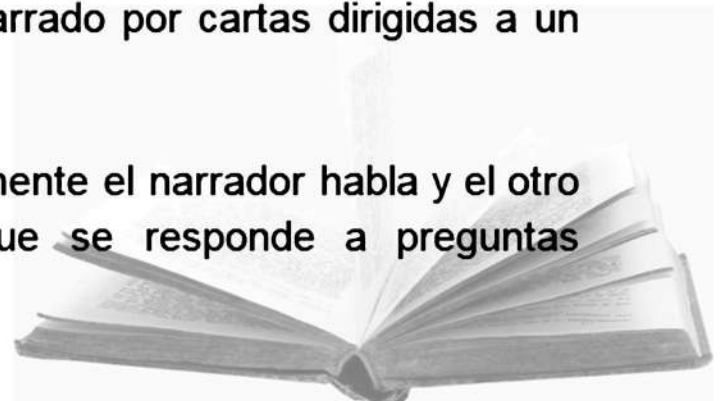 arrado por cartas dirigidas a un
mente el narrador habla y el otro
ue se responde a preguntas